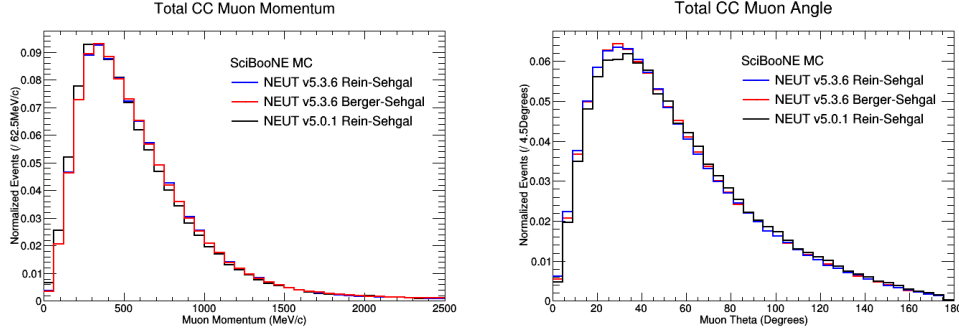 Total CC Muon Momentum
Normalized Events (/ 62.5MeV/c)
0.09
0.08
0.07
0.06
0.05
0.04
0.03
0.02
0.01
0
SciBooNE MC
NEUT v5.3.6 Rein-Sehgal
NEUT v5.3.6 Berger-Sehgal
NEUT v5.0.1 Rein-Sehgal
0 500 1000 1500 2000 2500
Muon Momentum (MeV/c)
Total CC Muon Angle
Normalized Events (/ 4.5Degrees)
0.06
0.05
0.04
0.03
0.02
0.01
0
SciBooNE MC
NEUT v5.3.6 Rein-Sehgal
NEUT v5.3.6 Berger-Sehgal
NEUT v5.0.1 Rein-Sehgal
0 20 40 60 80 100 120 140 160 180
Muon Theta (Degrees)